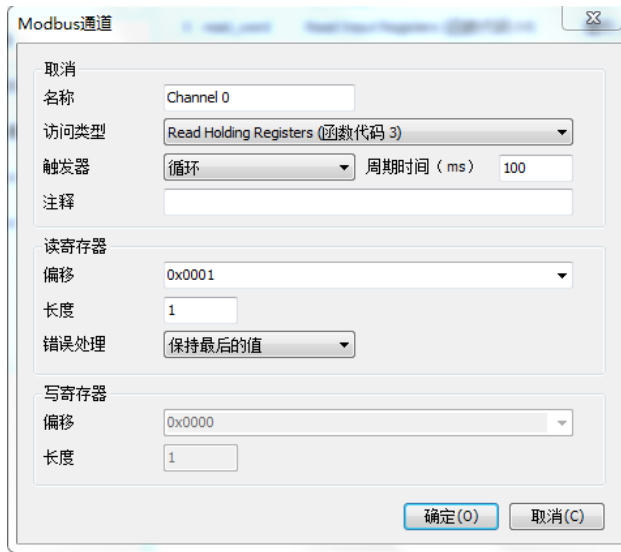 Modbus通道
取消
名称 Channel 0
访问类型 Read Holding Registers (函数代码 3)
触发器 循环 周期时间（ms） 100
注释
读寄存器
偏移 0x0001
长度 1
错误处理 保持最后的值
写寄存器
偏移 0x0000
长度 1
确定(O) 取消(C)